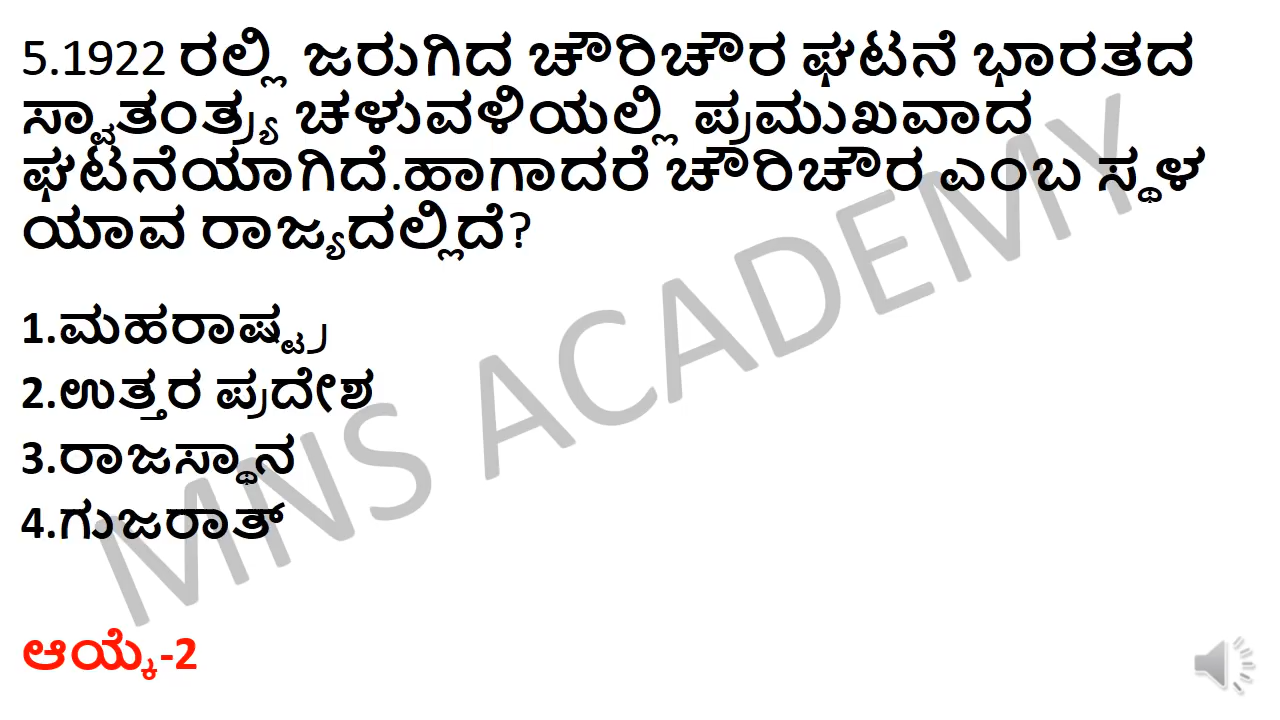 5.1922 ರಲ್ಲಿ ಜರುಗಿದ ಚೌರಿಚೌರ ಘಟನೆ ಭಾರತದ
ಸ್ವಾತಂತ್ರ್ಯ ಚಳುವಳಿಯಲ್ಲಿ ಪ್ರಮುಖವಾದ
ಘಟನೆಯಾಗಿದೆ.ಹಾಗಾದರೆ ಚೌರಿಚೌರ ಎಂಬ ಸ್ಥಳ
ಯಾವ ರಾಜ್ಯದಲ್ಲಿದೆ?
1.ಮಹರಾಷ್ಟ್ರ
2.ಉತ್ತರ ಪ್ರದೇಶ
3.ರಾಜಸ್ಥಾನ
4.ಗುಜರಾತ್
ಆಯ್ಕೆ-2
MNS ACADEMY